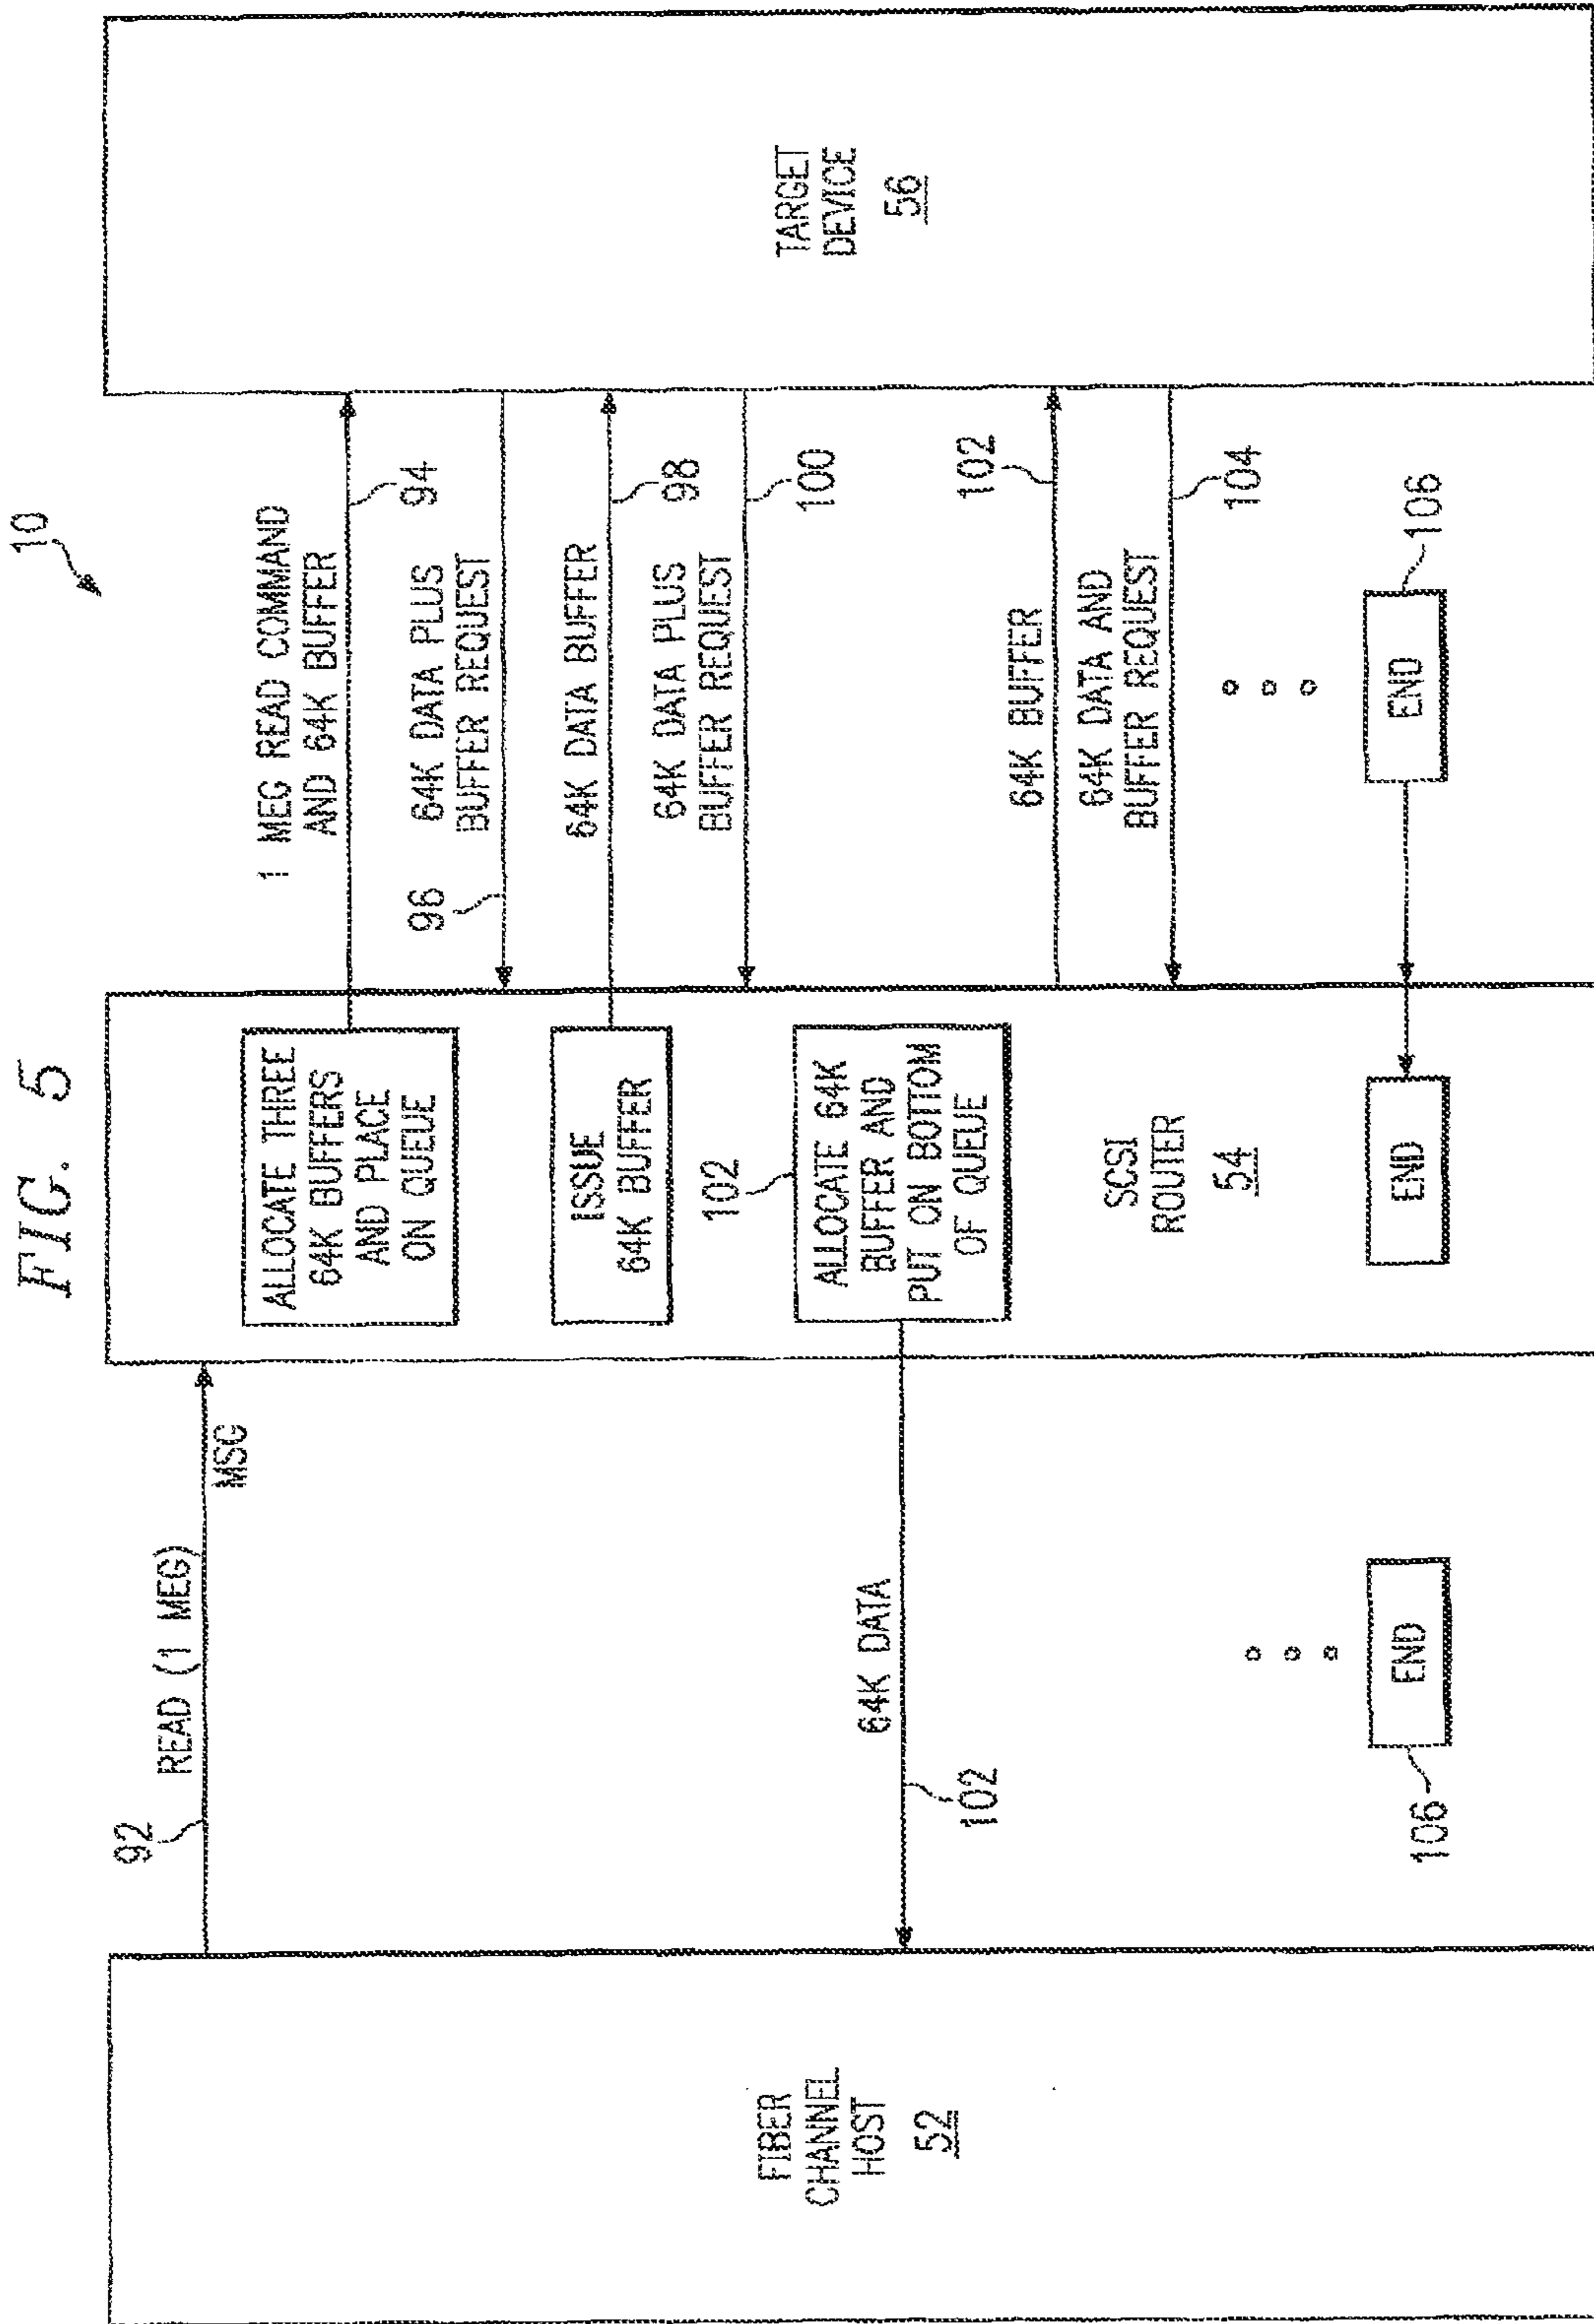 FIG. 5
10
FIBER
CHANNEL
HOST
52
92
READ (1 MEG)
MSG
64K DATA
102
END
106
ALLOCATE THREE
64K BUFFERS
AND PLACE
ON QUEUE
ISSUE
64K BUFFER
102
ALLOCATE 64K
BUFFER AND
PUT ON BOTTOM
OF QUEUE
SCSI
ROUTER
54
END
1 MEG READ COMMAND
AND 64K BUFFER
94
96
64K DATA PLUS
BUFFER REQUEST
64K DATA BUFFER
98
64K DATA PLUS
BUFFER REQUEST
100
64K BUFFER
102
64K DATA AND
BUFFER REQUEST
104
END
106
TARGET
DEVICE
56